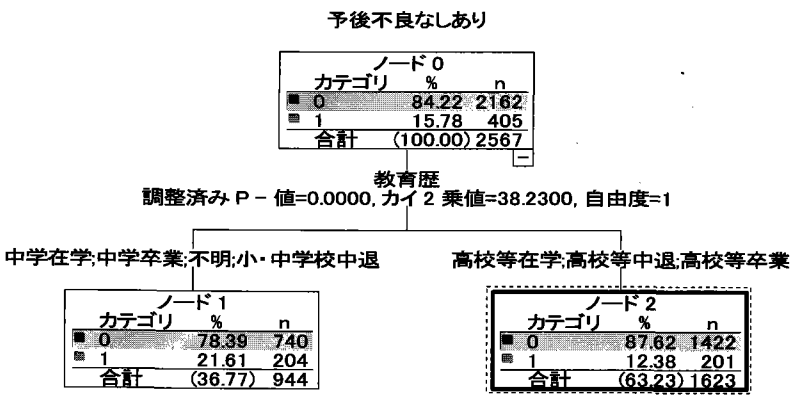 予後不良なしあり
ノード 0
カテゴリ % n
0 84.22 2162
1 15.78 405
合計 (100.00) 2567
教育歴
調整済み P - 値=0.0000, カイ 2 乗値=38.2300, 自由度=1
中学在学;中学卒業;不明;小・中学校中退
高校等在学;高校等中退;高校等卒業
ノード 1
カテゴリ % n
0 78.39 740
1 21.61 204
合計 (36.77) 944
ノード 2
カテゴリ % n
0 87.62 1422
1 12.38 201
合計 (63.23) 1623